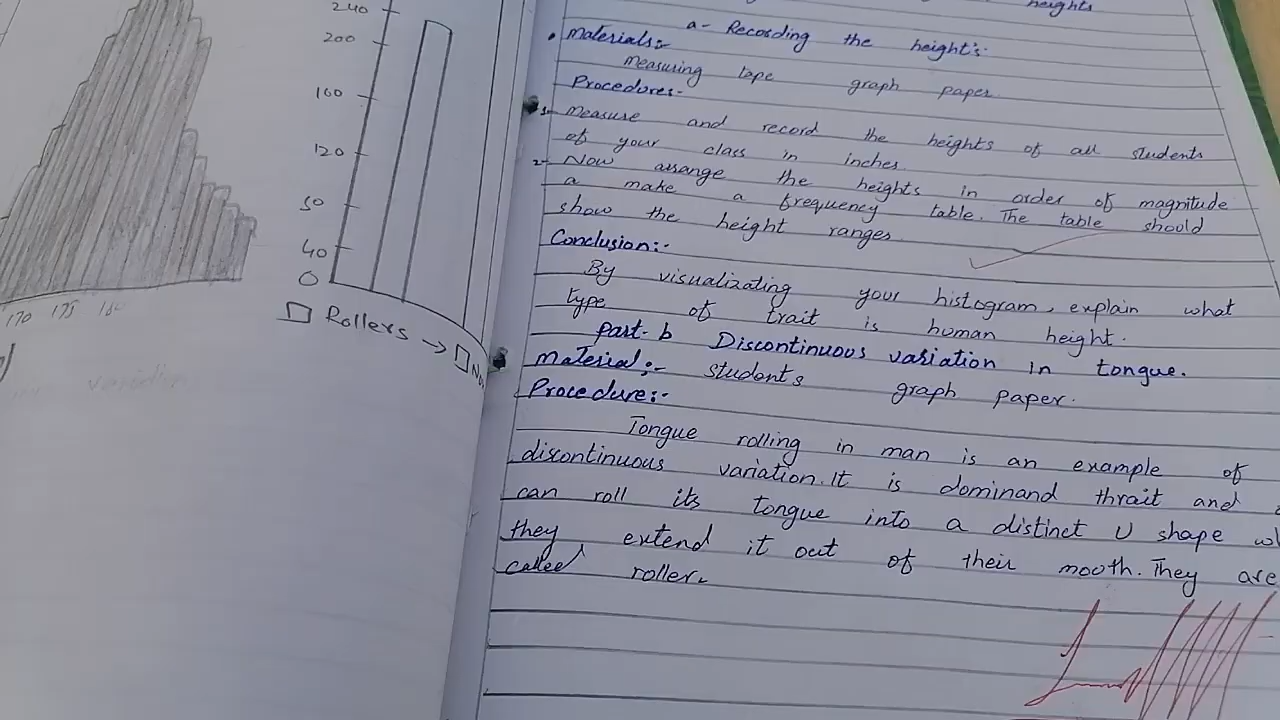 240
200
160
120
50
40
0
170 175
Rollers →
variation
heights
a- Recording the height's.
Materials:-
measuring tape graph paper
Procedures:-
1- Measure and record the heights of all students
of your class in inches
2- Now arrange the heights in order of magnitude
a make a frequency table. The table should
show the height ranges
Conclusion:-
By visualizating your histogram, explain what
type of trait is human height.
part-b Discontinuous variation in tongue.
Material:- students graph paper.
Procedure:-
Tongue rolling in man is an example of
discontinuous variation. It is dominand thrait and
can roll its tongue into a distinct U shape
they extend it out of their mooth. They are
called roller.